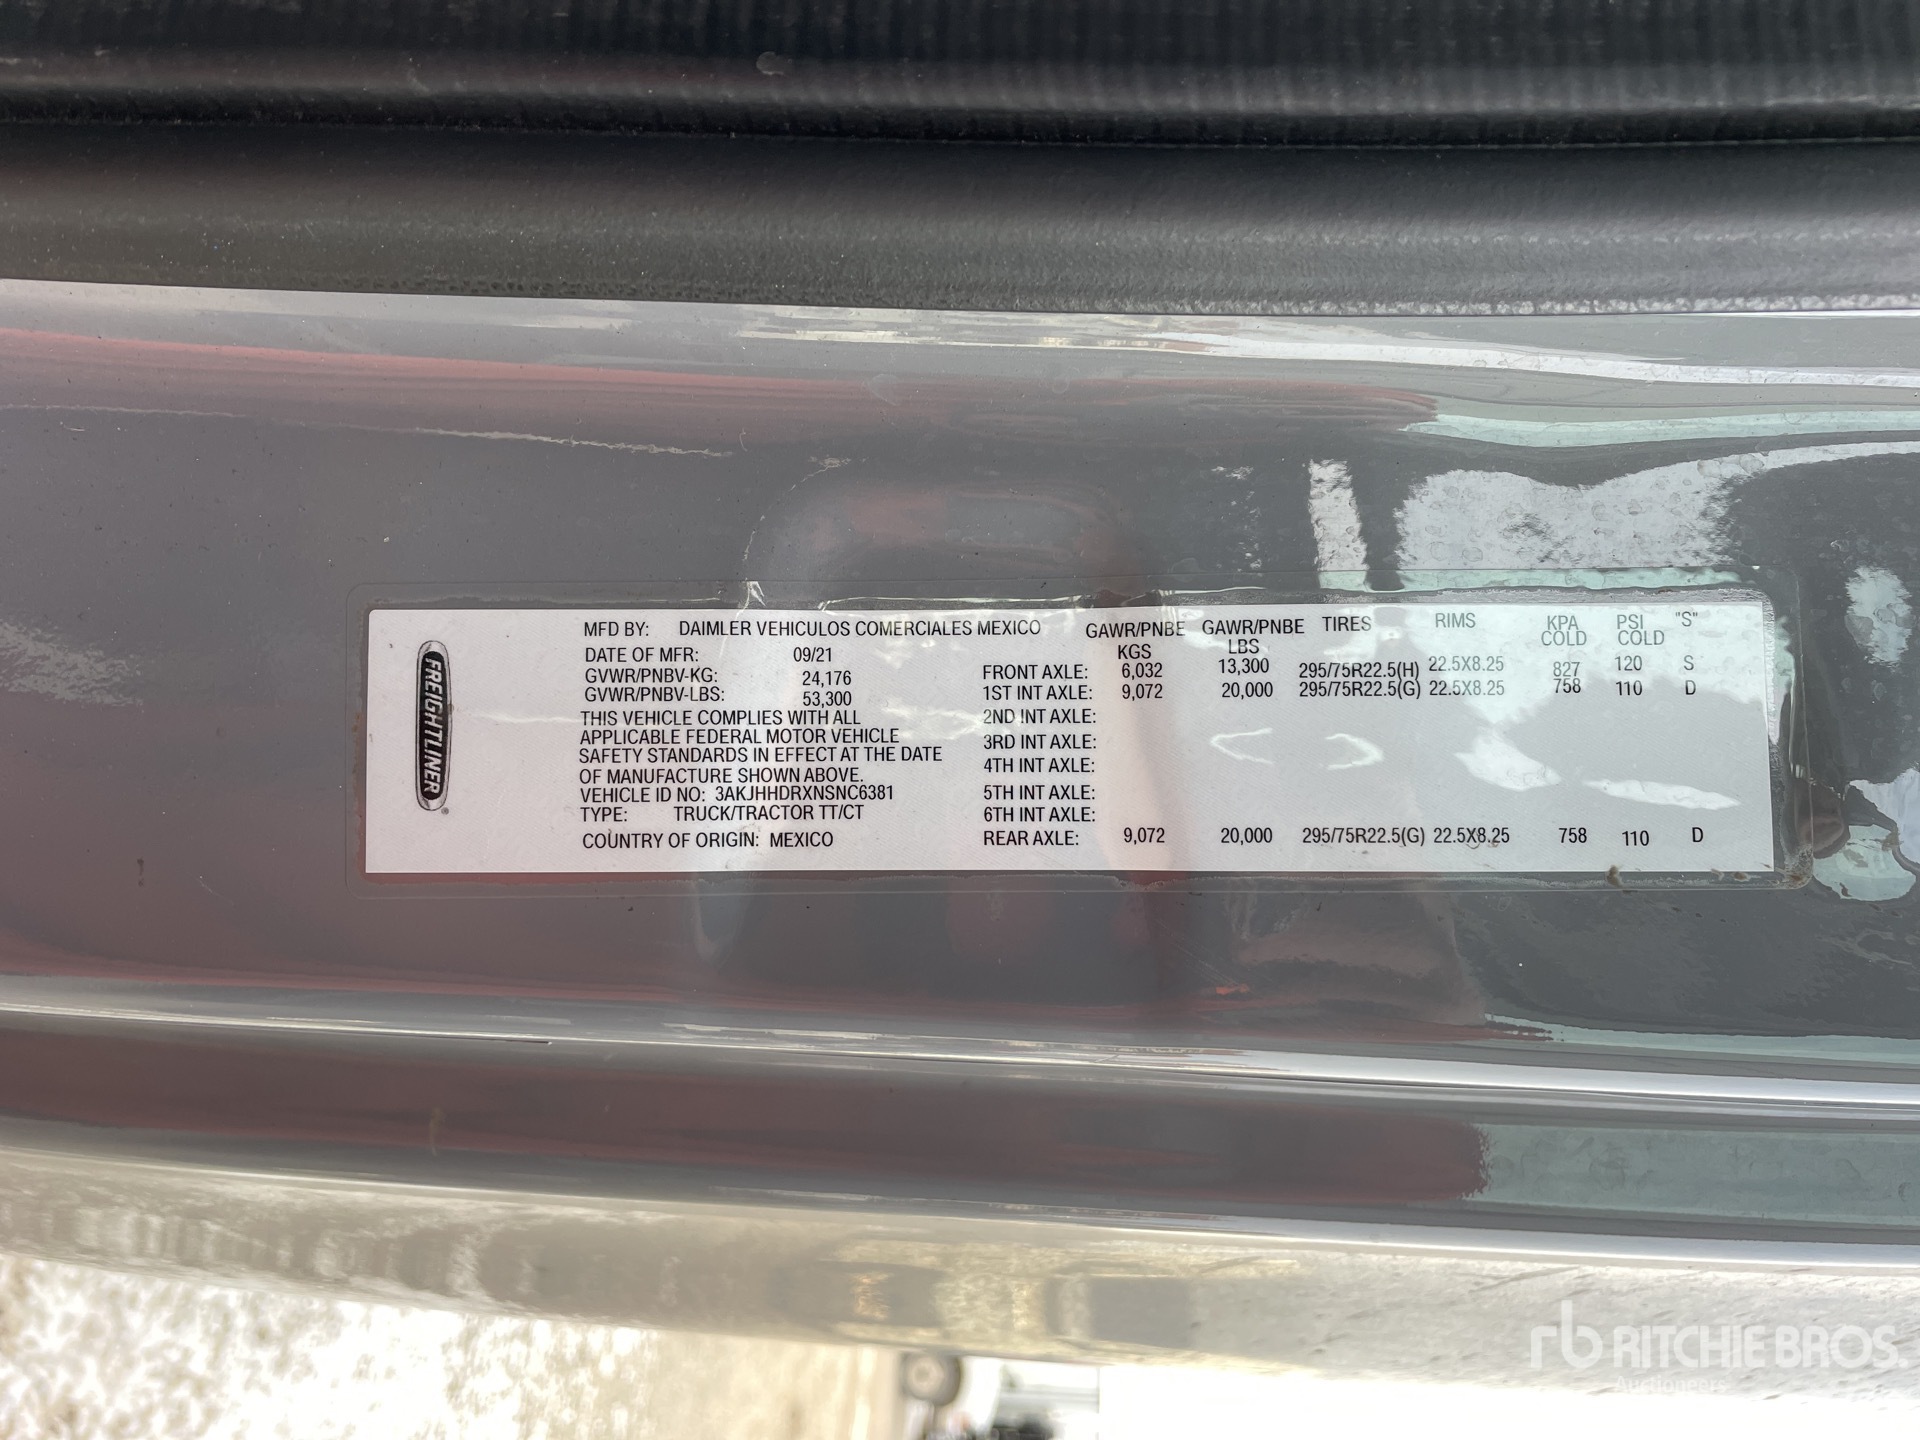 FREIGHTLINER®
MFD BY: DAIMLER VEHICULOS COMERCIALES MEXICO
DATE OF MFR: 09/21
GVWR/PNBV-KG: 24,176
GVWR/PNBV-LBS: 53,300
THIS VEHICLE COMPLIES WITH ALL
APPLICABLE FEDERAL MOTOR VEHICLE
SAFETY STANDARDS IN EFFECT AT THE DATE
OF MANUFACTURE SHOWN ABOVE.
VEHICLE ID NO: 3AKJHHDRXNSNC6381
TYPE: TRUCK/TRACTOR TT/CT
COUNTRY OF ORIGIN: MEXICO
GAWR/PNBE GAWR/PNBE TIRES RIMS KPA PSI "S"
KGS LBS COLD COLD
FRONT AXLE: 6,032 13,300 295/75R22.5(H) 22.5X8.25 827 120 S
1ST INT AXLE: 9,072 20,000 295/75R22.5(G) 22.5X8.25 758 110 D
2ND INT AXLE:
3RD INT AXLE:
4TH INT AXLE:
5TH INT AXLE:
6TH INT AXLE:
REAR AXLE: 9,072 20,000 295/75R22.5(G) 22.5X8.25 758 110 D
rb RITCHIE BROS.
Auctioneers